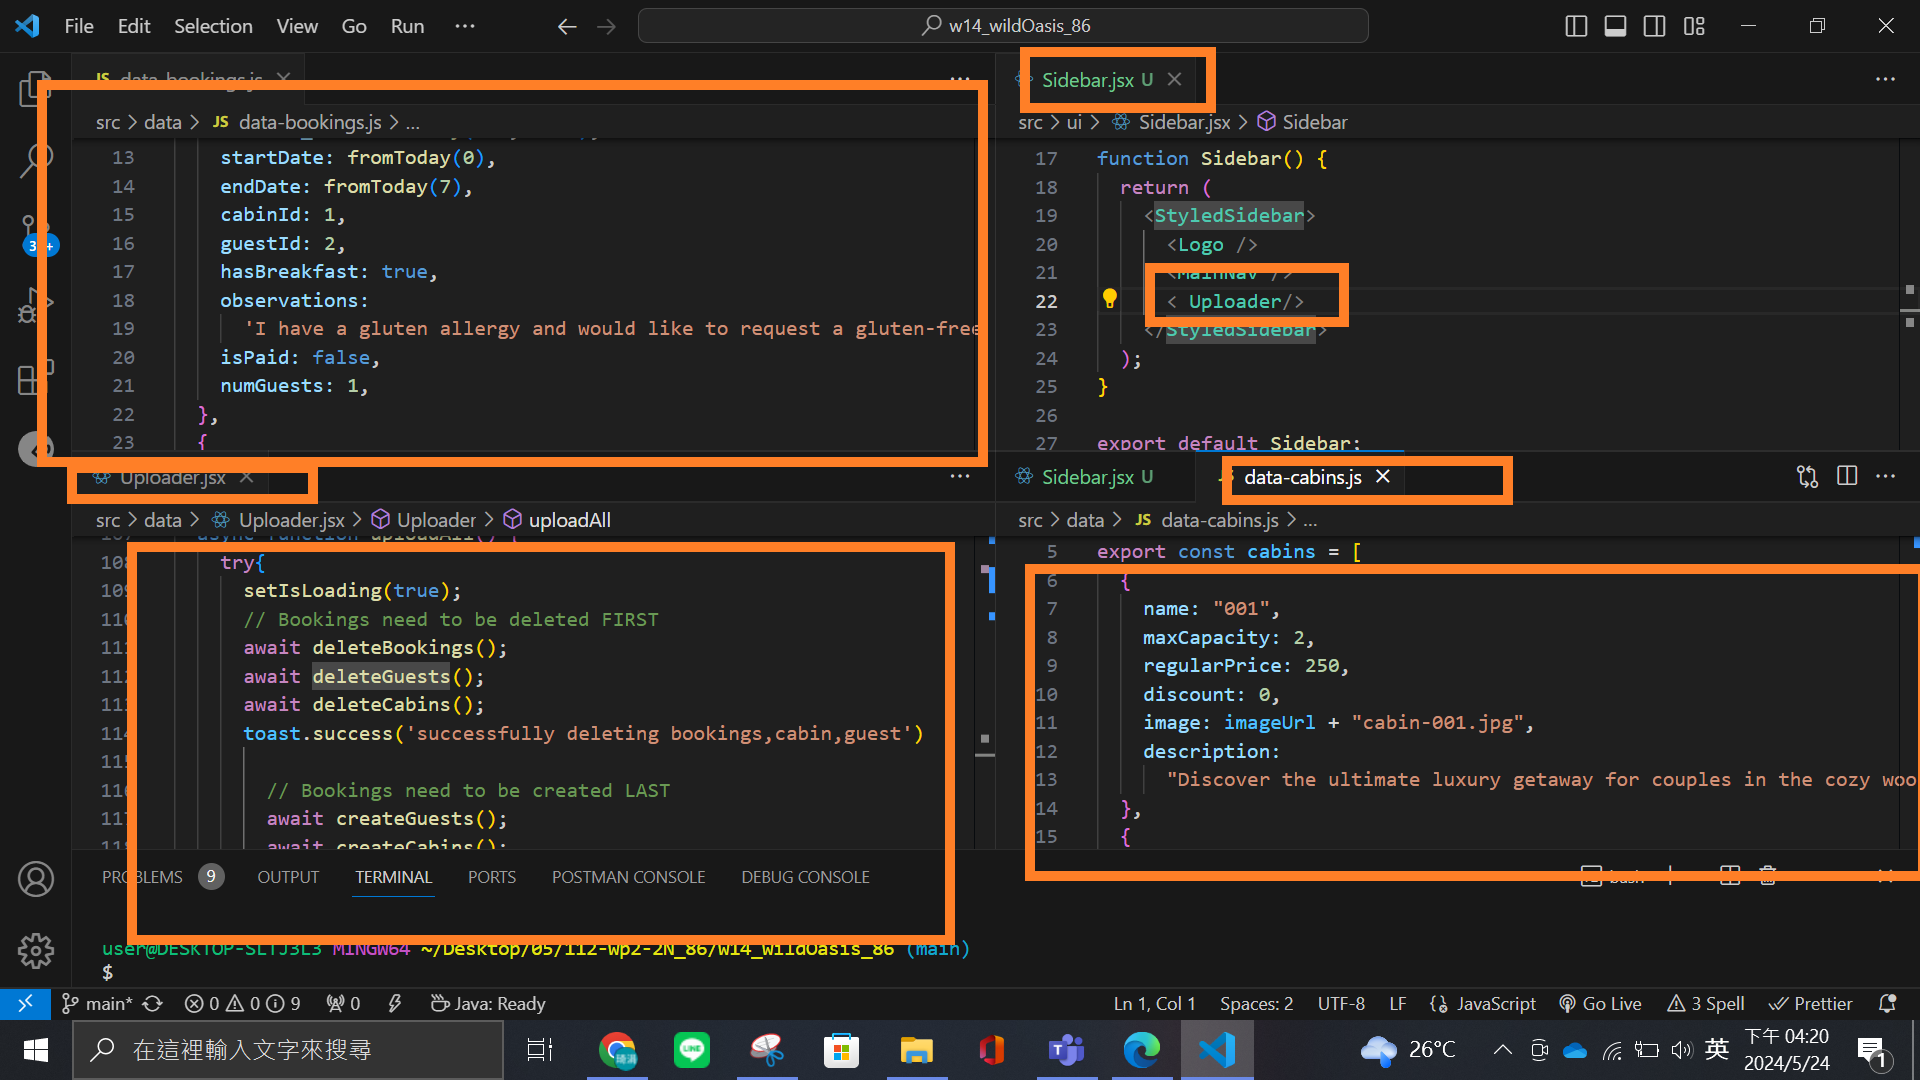 File Edit Selection View Go Run ··· w14_wildOasis_86
JS data-bookings.js
src > data > JS data-bookings.js > ...
13 startDate: fromToday(0),
14 endDate: fromToday(7),
15 cabinId: 1,
16 guestId: 2,
17 hasBreakfast: true,
18 observations:
19 'I have a gluten allergy and would like to request a gluten-free
20 isPaid: false,
21 numGuests: 1,
22 },
23 {
Sidebar.jsx U
src > ui > Sidebar.jsx > Sidebar
17 function Sidebar() {
18 return (
19 <StyledSidebar>
20 <Logo />
21 <MainNav />
22 < Uploader/>
23 </StyledSidebar>
24 );
25 }
26
27 export default Sidebar;
Uploader.jsx
src > data > Uploader.jsx > Uploader > uploadAll
107 async function uploadAll() {
108 try{
109 setIsLoading(true);
110 // Bookings need to be deleted FIRST
111 await deleteBookings();
112 await deleteGuests();
113 await deleteCabins();
114 toast.success('successfully deleting bookings,cabin,guest')
115
116 // Bookings need to be created LAST
117 await createGuests();
118 await createCabins();
Sidebar.jsx U data-cabins.js
src > data > JS data-cabins.js > ...
5 export const cabins = [
6 {
7 name: "001",
8 maxCapacity: 2,
9 regularPrice: 250,
10 discount: 0,
11 image: imageUrl + "cabin-001.jpg",
12 description:
13 "Discover the ultimate luxury getaway for couples in the cozy woo
14 },
15 {
PROBLEMS 9 OUTPUT TERMINAL PORTS POSTMAN CONSOLE DEBUG CONSOLE
bash
user@DESKTOP-SLTJ3L3 MINGW64 ~/Desktop/05/112-wp2-2N_86/w14_wildOasis_86 (main)
$
main* 0 0 9 0 Java: Ready Ln 1, Col 1 Spaces: 2 UTF-8 LF {} JavaScript Go Live 3 Spell Prettier
在這裡輸入文字來搜尋 26°C 英 下午 04:20
2024/5/24 1